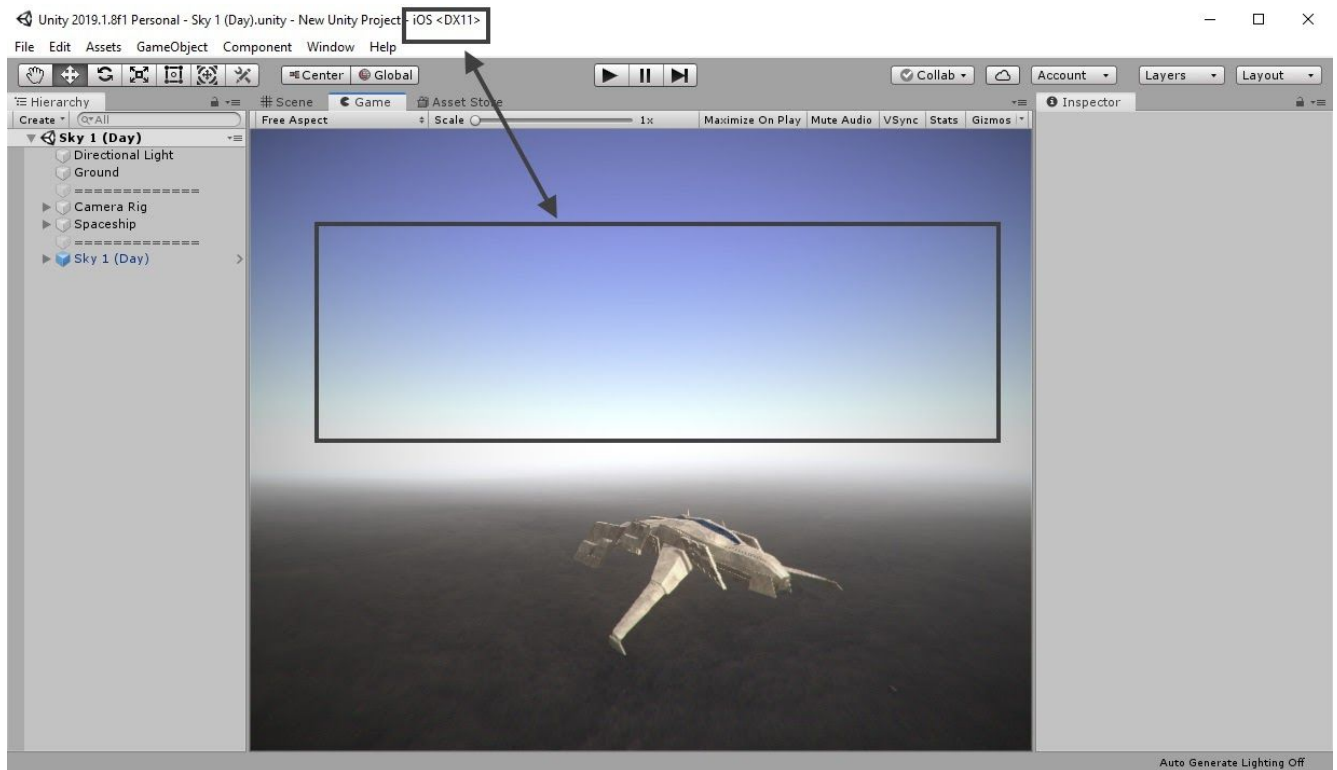 Unity 2019.1.8f1 Personal - Sky 1 (Day).unity - New Unity Project - iOS <DX11>
File Edit Assets GameObject Component Window Help
Center Global Collab Account Layers Layout
Hierarchy Scene Game Asset Store Inspector
Create All Free Aspect Scale 1x Maximize On Play Mute Audio VSync Stats Gizmos
Sky 1 (Day)
Directional Light
Ground
=============
Camera Rig
Spaceship
=============
Sky 1 (Day)
Auto Generate Lighting Off